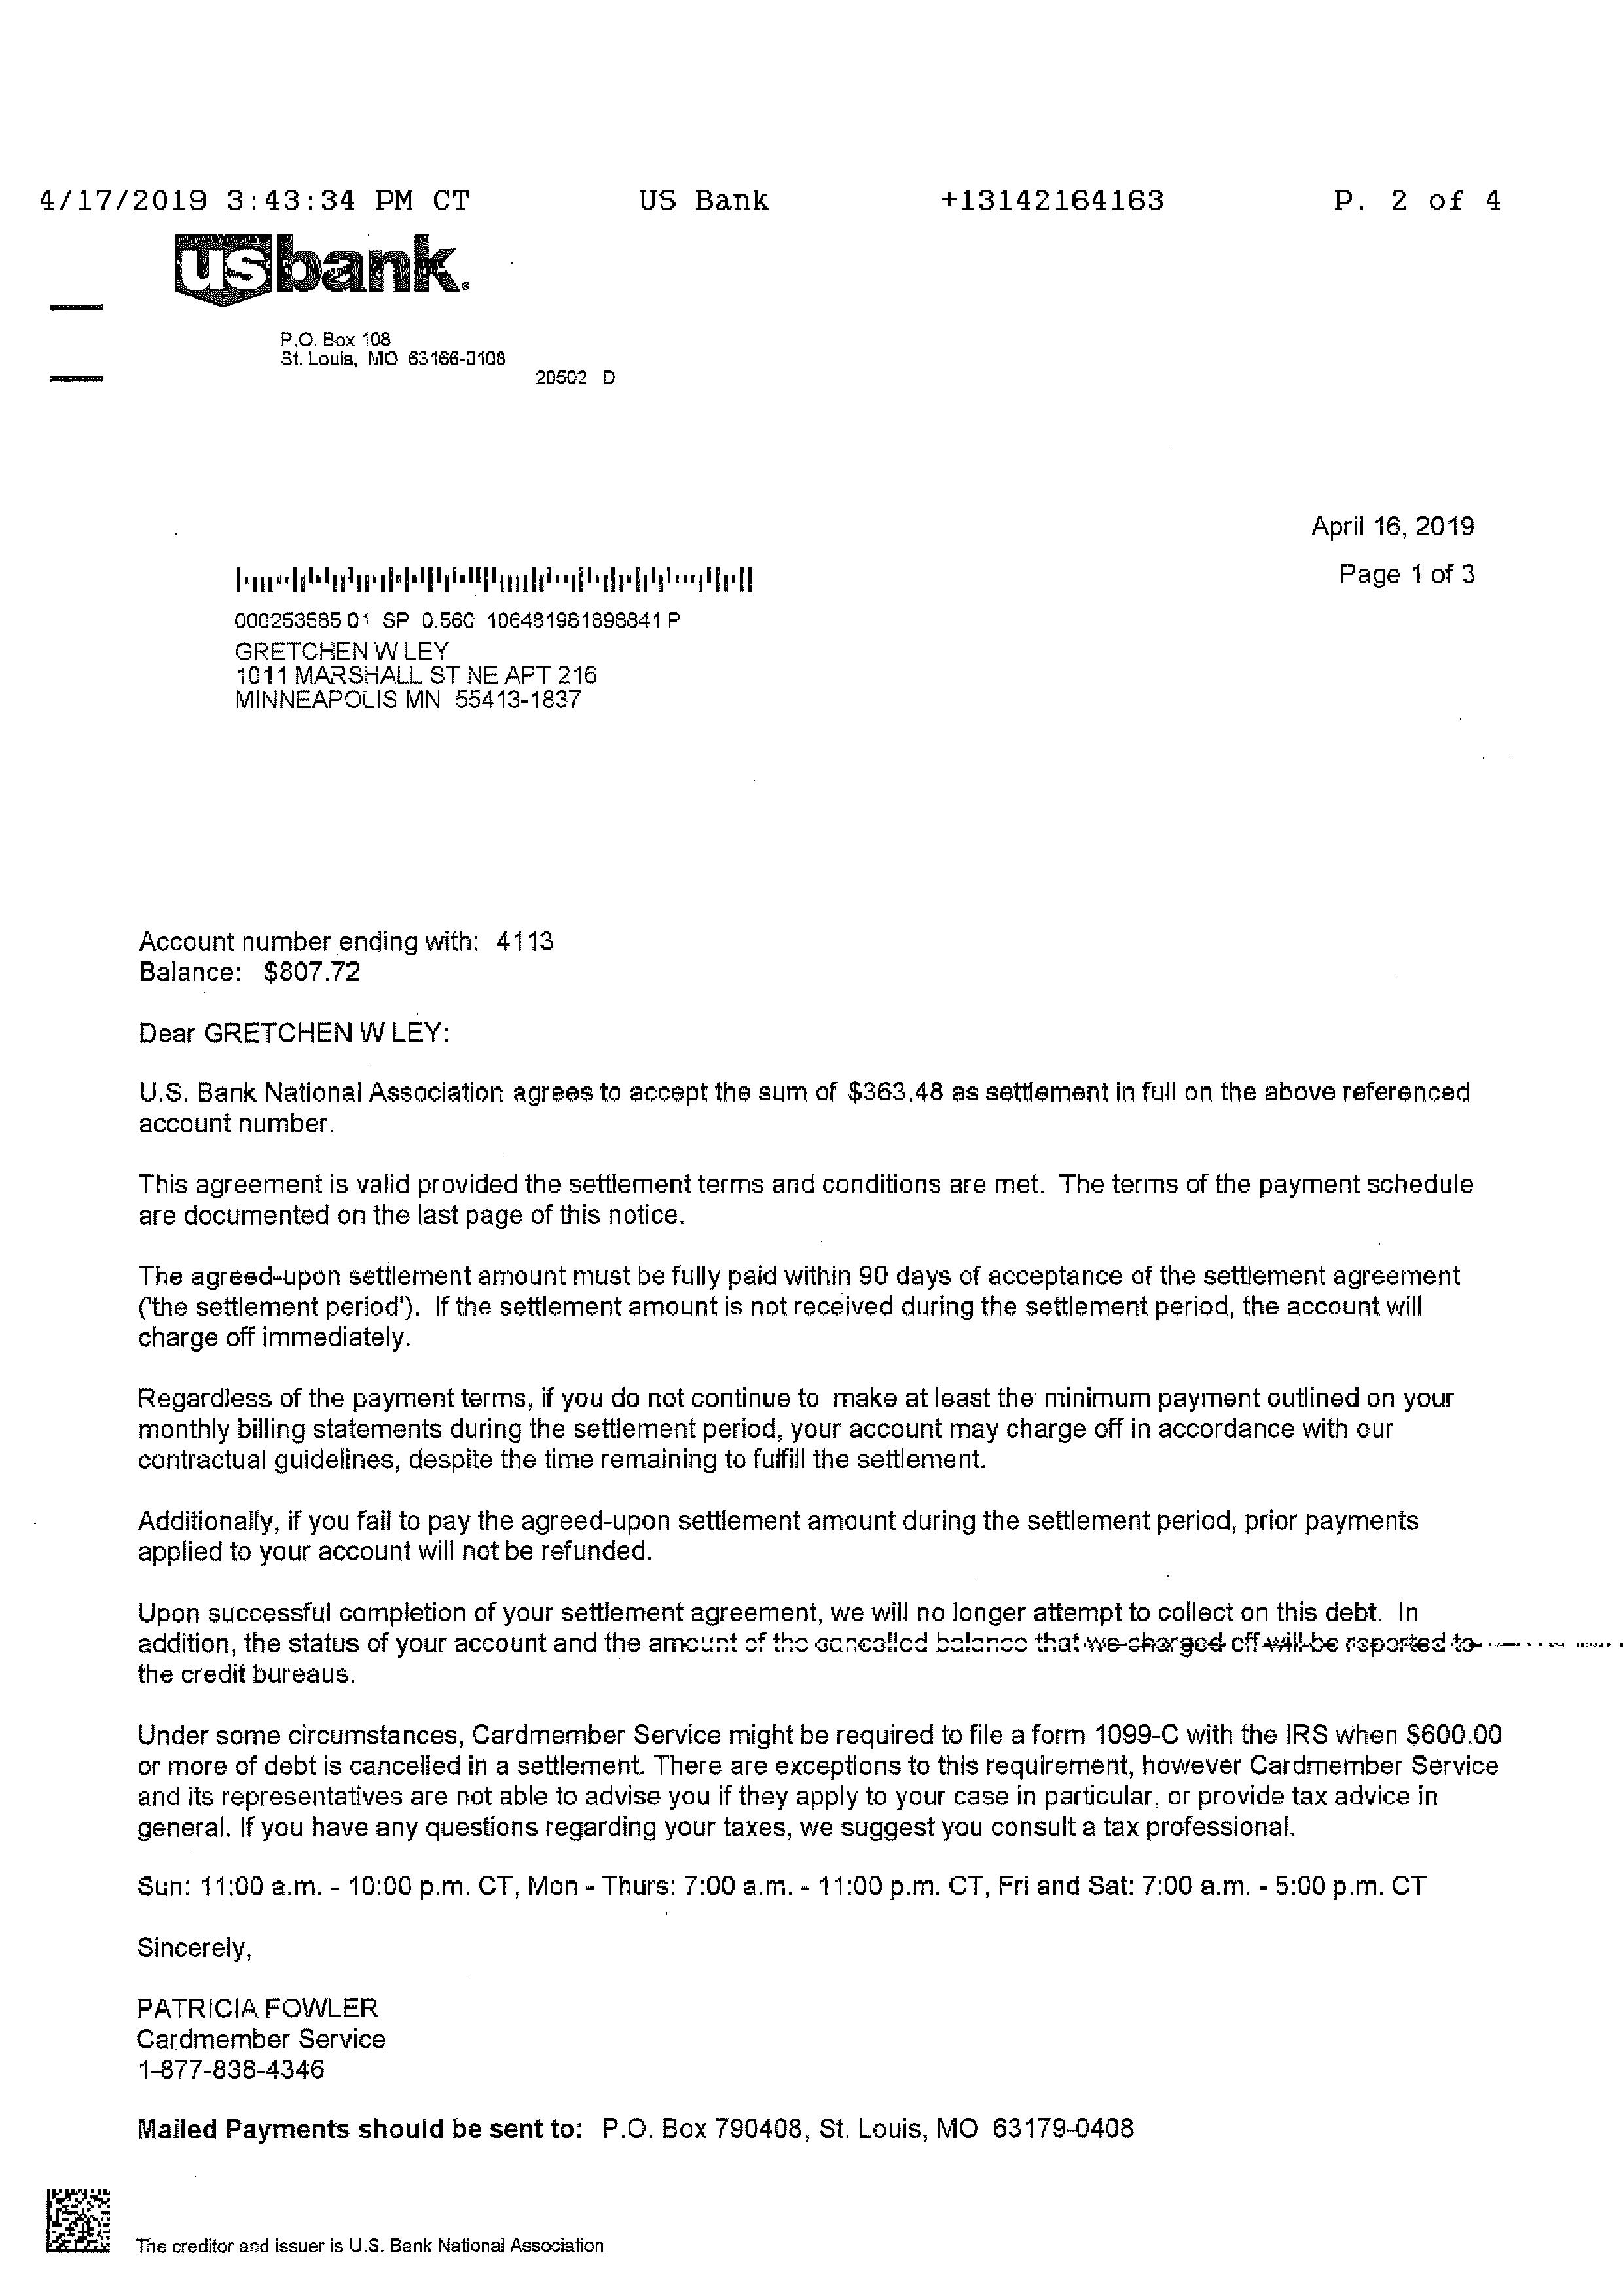 4/17/2019 3:43:34 PM CT US Bank +13142164163 P. 2 of 4
usbank.
P.O. Box 108
St. Louis, MO 63166-0108
20502 D
April 16, 2019
Page 1 of 3
000253585 01 SP 0.560 106481981898841 P
GRETCHEN W LEY
1011 MARSHALL ST NE APT 216
MINNEAPOLIS MN 55413-1837
Account number ending with: 4113
Balance: $807.72
Dear GRETCHEN W LEY:
U.S. Bank National Association agrees to accept the sum of $363.48 as settlement in full on the above referenced
account number.
This agreement is valid provided the settlement terms and conditions are met. The terms of the payment schedule
are documented on the last page of this notice.
The agreed-upon settlement amount must be fully paid within 90 days of acceptance of the settlement agreement
('the settlement period'). If the settlement amount is not received during the settlement period, the account will
charge off immediately.
Regardless of the payment terms, if you do not continue to make at least the minimum payment outlined on your
monthly billing statements during the settlement period, your account may charge off in accordance with our
contractual guidelines, despite the time remaining to fulfill the settlement.
Additionally, if you fail to pay the agreed-upon settlement amount during the settlement period, prior payments
applied to your account will not be refunded.
Upon successful completion of your settlement agreement, we will no longer attempt to collect on this debt. In
addition, the status of your account and the amount of the cancelled balance that we charged off will be reported to
the credit bureaus.
Under some circumstances, Cardmember Service might be required to file a form 1099-C with the IRS when $600.00
or more of debt is cancelled in a settlement. There are exceptions to this requirement, however Cardmember Service
and its representatives are not able to advise you if they apply to your case in particular, or provide tax advice in
general. If you have any questions regarding your taxes, we suggest you consult a tax professional.
Sun: 11:00 a.m. - 10:00 p.m. CT, Mon - Thurs: 7:00 a.m. - 11:00 p.m. CT, Fri and Sat: 7:00 a.m. - 5:00 p.m. CT
Sincerely,
PATRICIA FOWLER
Cardmember Service
1-877-838-4346
Mailed Payments should be sent to: P.O. Box 790408, St. Louis, MO 63179-0408
The creditor and issuer is U.S. Bank National Association